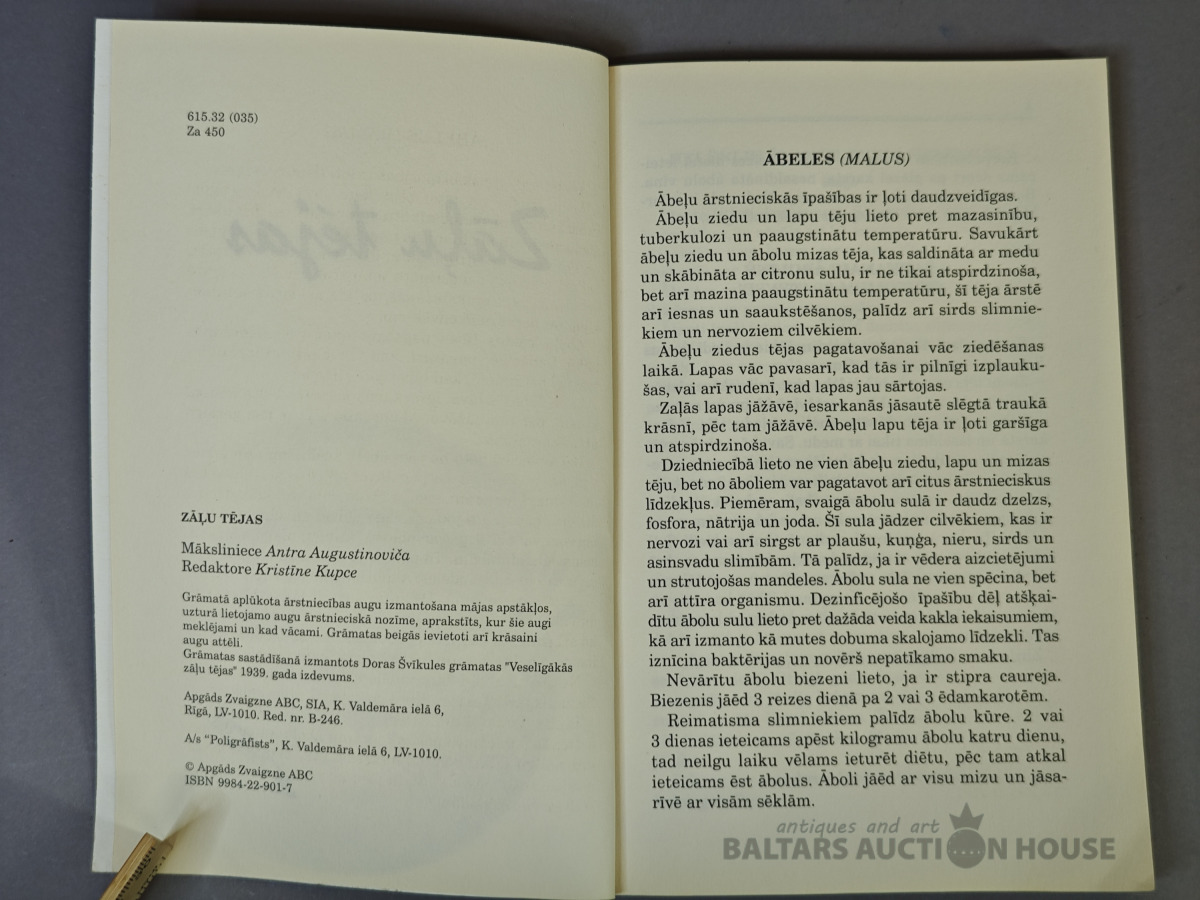 615.32 (035)
Za 450
Zāļu tējas
ZĀĻU TĒJAS
Māksliniece Antra Augustinoviča
Redaktore Kristīne Kupce
Grāmatā aplūkota ārstniecības augu izmantošana mājas apstākļos,
uzturā lietojamo augu ārstnieciskā nozīme, aprakstīts, kur šie augi
meklējami un kad vācami. Grāmatas beigās ievietoti arī krāsaini
augu attēli.
Grāmatas sastādīšanā izmantots Doras Švīkules grāmatas "Veselīgākās
zāļu tējas" 1939. gada izdevums.
Apgāds Zvaigzne ABC, SIA, K. Valdemāra ielā 6,
Rīgā, LV-1010. Red. nr. B-246.
A/s “Poligrāfists”, K. Valdemāra ielā 6, LV-1010.
© Apgāds Zvaigzne ABC
ISBN 9984-22-901-7
ĀBELES (MALUS)
Ābeļu ārstnieciskās īpašības ir ļoti daudzveidīgas.
Ābeļu ziedu un lapu tēju lieto pret mazasinību,
tuberkulozi un paaugstinātu temperatūru. Savukārt
ābeļu ziedu un ābolu mizas tēja, kas saldināta ar medu
un skābināta ar citronu sulu, ir ne tikai atspirdzinoša,
bet arī mazina paaugstinātu temperatūru, šī tēja ārstē
arī iesnas un saaukstēšanos, palīdz arī sirds slimnie-
kiem un nervoziem cilvēkiem.
Ābeļu ziedus tējas pagatavošanai vāc ziedēšanas
laikā. Lapas vāc pavasarī, kad tās ir pilnīgi izplauku-
šas, vai arī rudenī, kad lapas jau sārtojas.
Zaļās lapas jāžāvē, iesarkanās jāsautē slēgtā traukā
krāsnī, pēc tam jāžāvē. Ābeļu lapu tēja ir ļoti garšīga
un atspirdzinoša.
Dziedniecībā lieto ne vien ābeļu ziedu, lapu un mizas
tēju, bet no āboliem var pagatavot arī citus ārstnieciskus
līdzekļus. Piemēram, svaigā ābolu sulā ir daudz dzelzs,
fosfora, nātrija un joda. Šī sula jādzer cilvēkiem, kas ir
nervozi vai arī sirgst ar plaušu, kuņģa, nieru, sirds un
asinsvadu slimībām. Tā palīdz, ja ir vēdera aizcietējumi
un strutojošas mandeles. Ābolu sula ne vien spēcina, bet
arī attīra organismu. Dezinficējošo īpašību dēļ atšķai-
dītu ābolu sulu lieto pret dažāda veida kakla iekaisumiem,
kā arī izmanto kā mutes dobuma skalojamo līdzekli. Tas
iznīcina baktērijas un novērš nepatīkamo smaku.
Nevārītu ābolu biezeni lieto, ja ir stipra caureja.
Biezenis jāēd 3 reizes dienā pa 2 vai 3 ēdamkarotēm.
Reimatisma slimniekiem palīdz ābolu kūre. 2 vai
3 dienas ieteicams apēst kilogramu ābolu katru dienu,
tad neilgu laiku vēlams ieturēt diētu, pēc tam atkal
ieteicams ēst ābolus. Āboli jāēd ar visu mizu un jāsa-
rīvē ar visām sēklām.
antiques and art
BALTARS AUCTION HOUSE